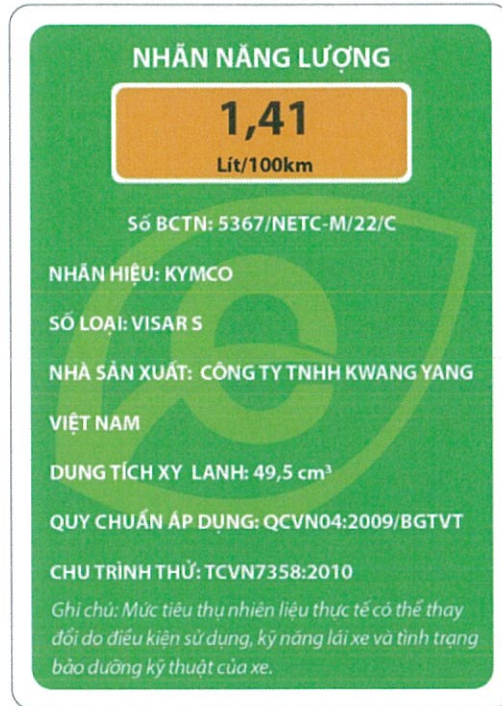 NHÃN NĂNG LƯỢNG
1,41
Lít/100km
Số BCTN: 5367/NETC-M/22/C
NHÃN HIỆU: KYMCO
SỐ LOẠI: VISAR S
NHÀ SẢN XUẤT: CÔNG TY TNHH KWANG YANG
VIỆT NAM
DUNG TÍCH XY LANH: 49,5 cm³
QUY CHUẨN ÁP DỤNG: QCVN04:2009/BGTVT
CHU TRÌNH THỬ: TCVN7358:2010
Ghi chú: Mức tiêu thụ nhiên liệu thực tế có thể thay
đổi do điều kiện sử dụng, kỹ năng lái xe và tình trạng
bảo dưỡng kỹ thuật của xe.